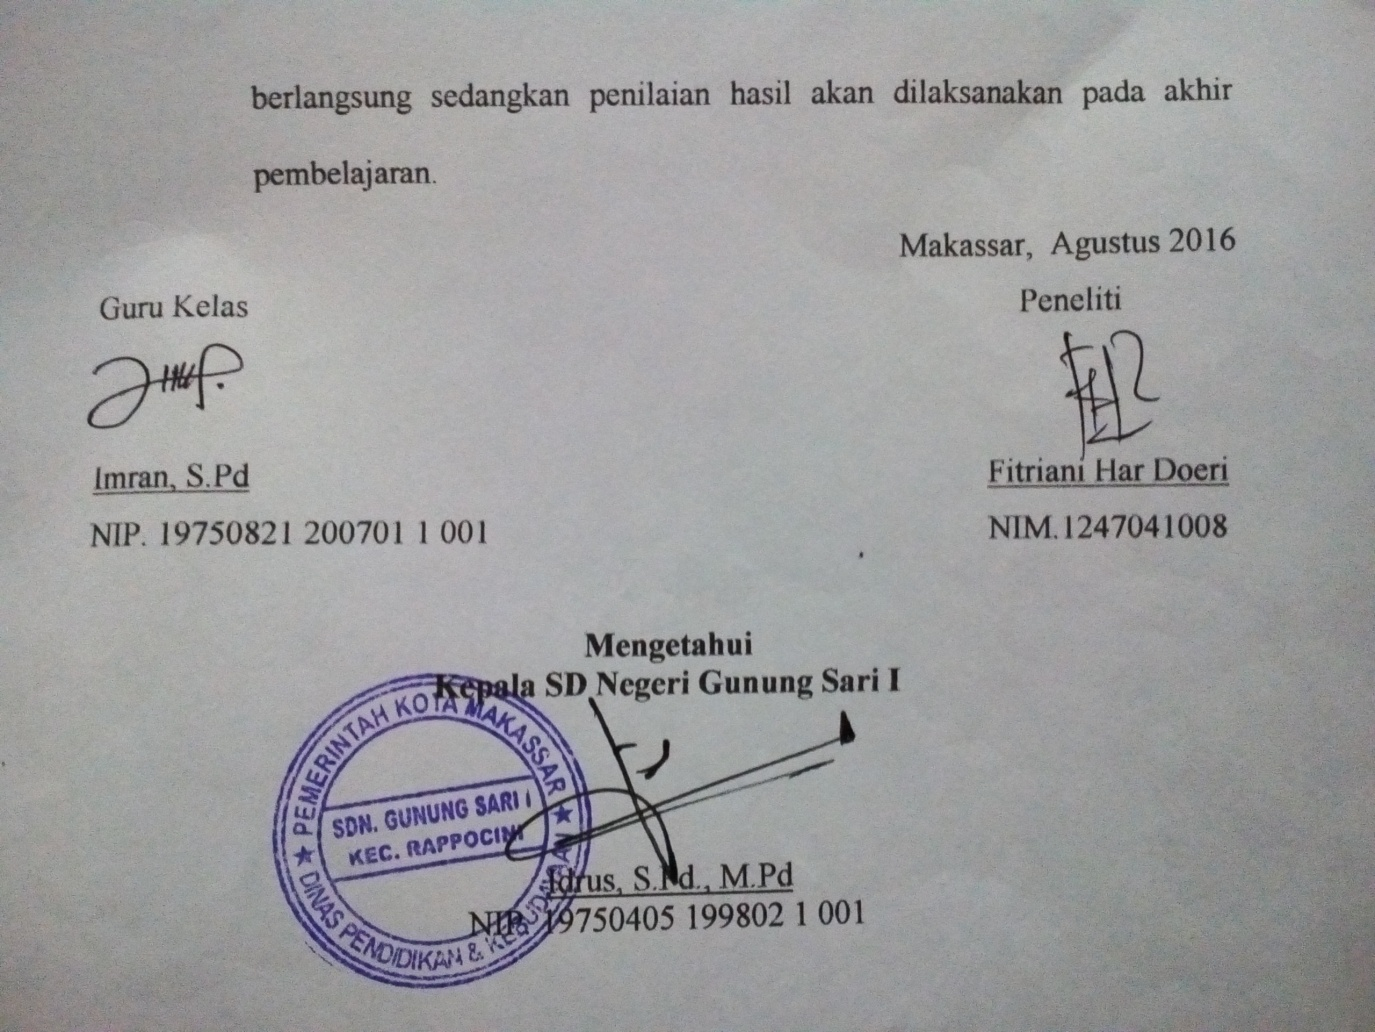 berlangsung sedangkan penilaian hasil akan dilaksanakan pada akhir
pembelajaran.
Makassar, Agustus 2016
Guru Kelas
Peneliti
Imran, S.Pd
Fitriani Har Doeri
NIP. 19750821 200701 1 001
NIM.1247041008
Mengetahui
Kepala SD Negeri Gunung Sari I
PEMERINTAH KOTA MAKASSAR
SDN. GUNUNG SARI I
KEC. RAPPOCINI
DINAS PENDIDIKAN & KEBUDAYAAN
Idrus, S.Pd., M.Pd
NIP. 19750405 199802 1 001